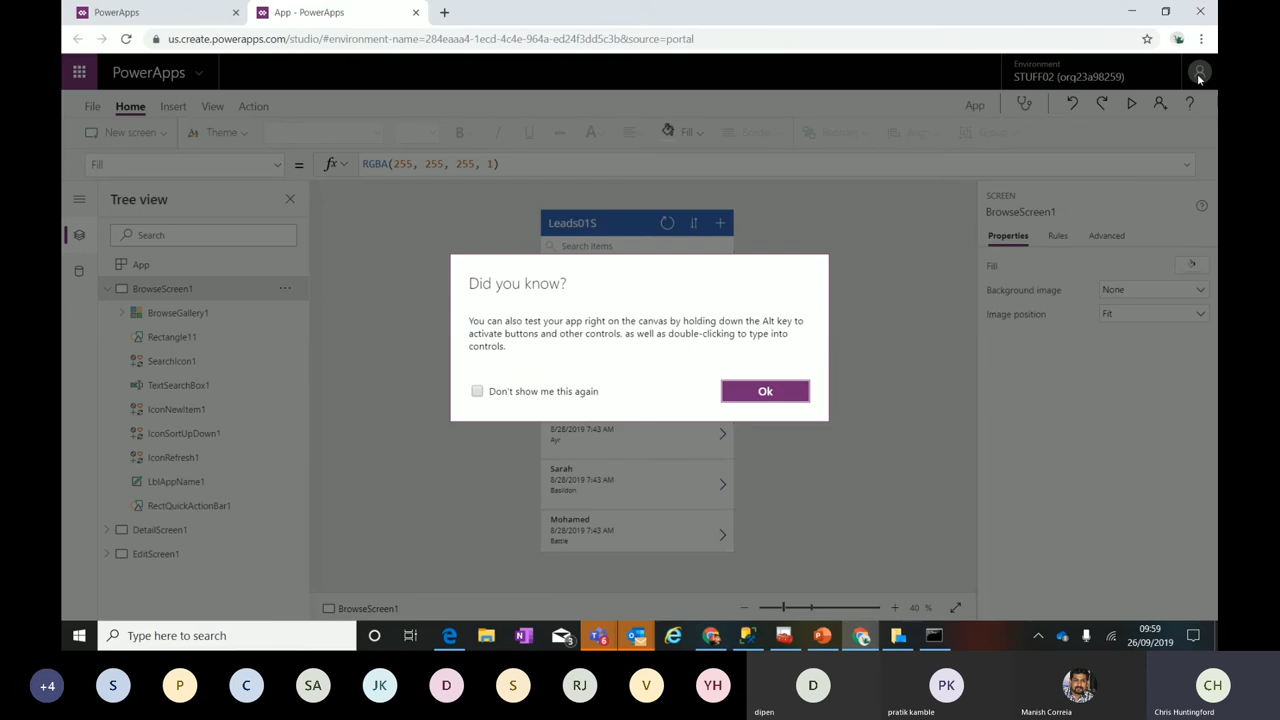 PowerApps
App - PowerApps
us.create.powerapps.com/studio/#environment-name=284eaaa4-1ecd-4c4e-964a-ed24f3dd5c3b&source=portal
PowerApps
Environment
STUFF02 (orq23a98259)
File Home Insert View Action
App
New screen
Theme
B
I
U
abc
A
Fill
Borders
Reorder
Align
Group
Fill
=
fx
RGBA(255, 255, 255, 1)
Tree view
Search
App
BrowseScreen1
BrowseGallery1
Rectangle11
SearchIcon1
TextSearchBox1
IconNewItem1
IconSortUpDown1
IconRefresh1
LblAppName1
RectQuickActionBar1
DetailScreen1
EditScreen1
Leads01S
Search items
Did you know?
You can also test your app right on the canvas by holding down the Alt key to
activate buttons and other controls, as well as double-clicking to type into
controls.
Don't show me this again
Ok
8/28/2019 7:43 AM
Ayr
Sarah
8/28/2019 7:43 AM
Basildon
Mohamed
8/28/2019 7:43 AM
Battle
SCREEN
BrowseScreen1
Properties Rules Advanced
Fill
Background image None
Image position Fit
BrowseScreen1
40 %
Type here to search
3
6
09:59
26/09/2019
+4 S P C SA JK D S RJ V YH D PK CH
dipen
pratik kamble
Manish Correia
Chris Huntingford